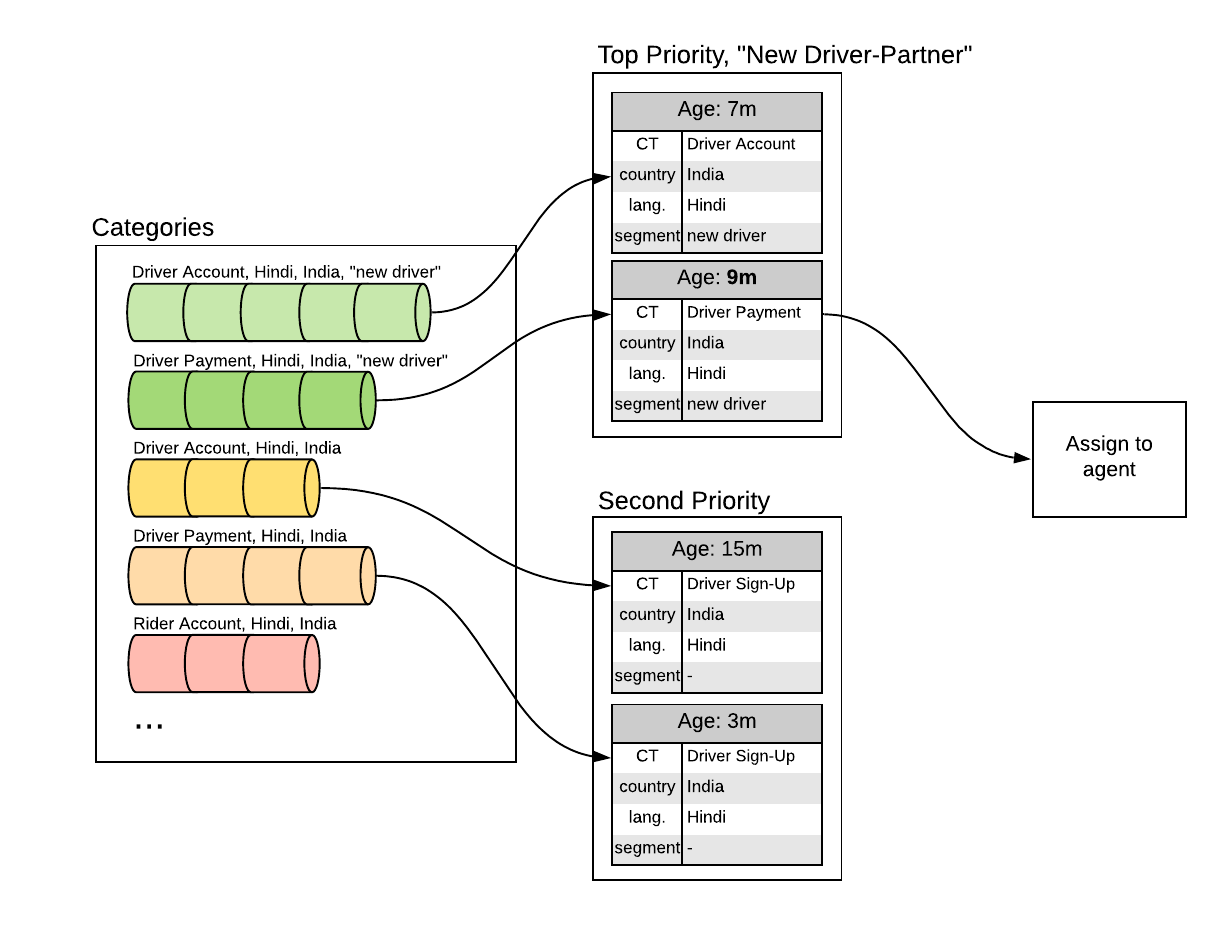 Top Priority, "New Driver-Partner"
Age: 7m
CT Driver Account
country India
lang. Hindi
segment new driver
Age: 9m
CT Driver Payment
country India
lang. Hindi
segment new driver
Categories
Driver Account, Hindi, India, "new driver"
Driver Payment, Hindi, India, "new driver"
Driver Account, Hindi, India
Driver Payment, Hindi, India
Rider Account, Hindi, India
...
Second Priority
Age: 15m
CT Driver Sign-Up
country India
lang. Hindi
segment -
Age: 3m
CT Driver Sign-Up
country India
lang. Hindi
segment -
Assign to
agent